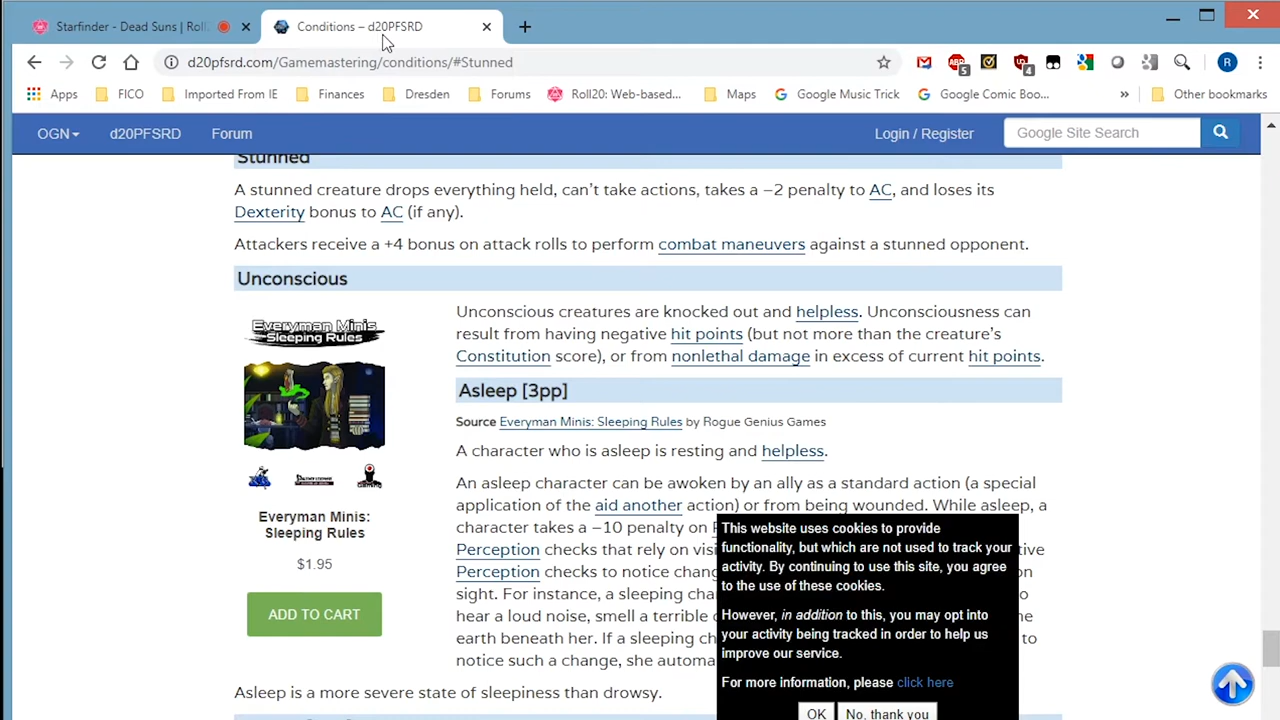 Starfinder - Dead Suns | Roll
Conditions – d20PFSRD
d20pfsrd.com/Gamemastering/conditions/#Stunned
5
4
R
Apps
FICO
Imported From IE
Finances
Dresden
Forums
Roll20: Web-based...
Maps
Google Music Trick
Google Comic Boo...
»
Other bookmarks
OGN
d20PFSRD
Forum
Login / Register
Google Site Search
Stunned
A stunned creature drops everything held, can't take actions, takes a −2 penalty to AC, and loses its
Dexterity bonus to AC (if any).
Attackers receive a +4 bonus on attack rolls to perform combat maneuvers against a stunned opponent.
Unconscious
Everyman Minis
Sleeping Rules
Everyman Minis:
Sleeping Rules
$1.95
ADD TO CART
Unconscious creatures are knocked out and helpless. Unconsciousness can
result from having negative hit points (but not more than the creature's
Constitution score), or from nonlethal damage in excess of current hit points.
Asleep [3pp]
Source Everyman Minis: Sleeping Rules by Rogue Genius Games
A character who is asleep is resting and helpless.
An asleep character can be awoken by an ally as a standard action (a special
application of the aid another action) or from being wounded. While asleep, a
character takes a −10 penalty on
Perception checks that rely on
Perception checks to notice
sight. For instance, a sleeping
hear a loud noise, smell a terrible
earth beneath her. If a sleeping to
notice such a change, she
Asleep is a more severe state of sleepiness than drowsy.
This website uses cookies to provide
functionality, but which are not used to track your
activity. By continuing to use this site, you agree
to the use of these cookies.
However, in addition to this, you may opt into
your activity being tracked in order to help us
improve our service.
For more information, please click here
OK
No, thank you